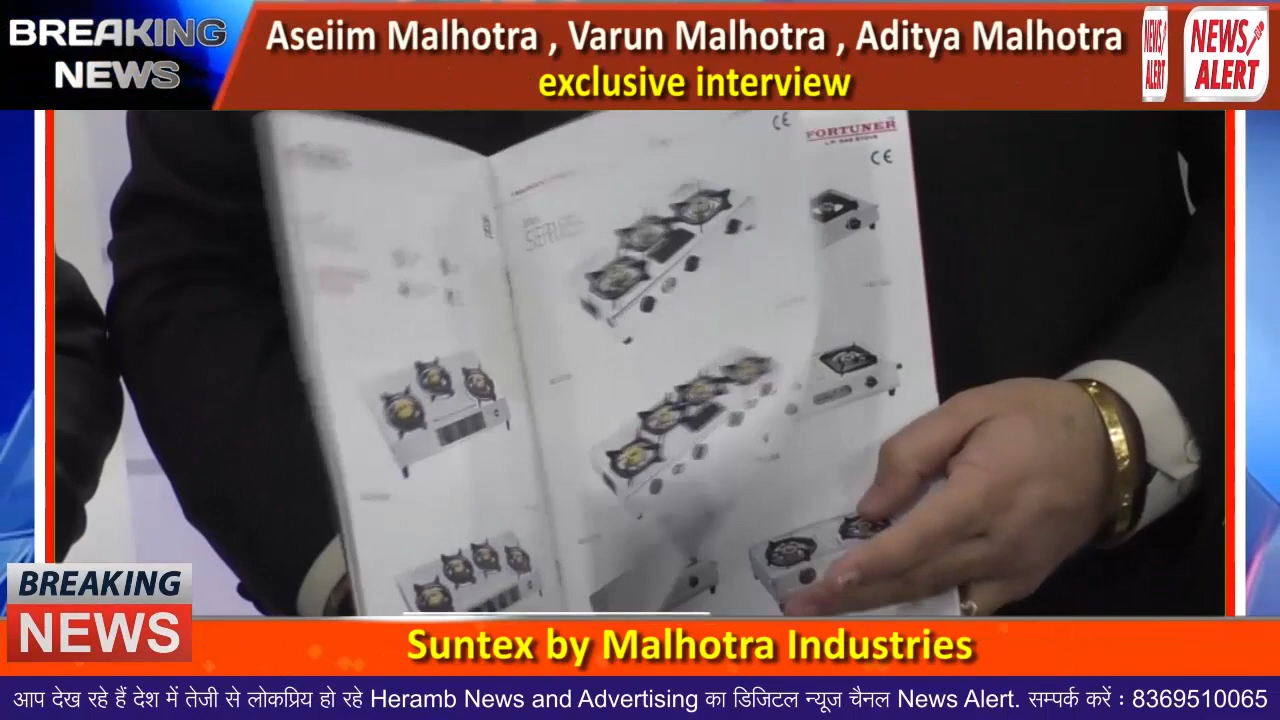 BREAKING
NEWS
Aseiim Malhotra , Varun Malhotra , Aditya Malhotra
exclusive interview
NEWS
ALERT
NEWS
ALERT
CE
FORTUNER
CE
BREAKING
NEWS
Suntex by Malhotra Industries
आप देख रहे हैं देश में तेजी से लोकप्रिय हो रहे Heramb News and Advertising का डिजिटल न्यूज चैनल News Alert. सम्पर्क करें : 8369510065